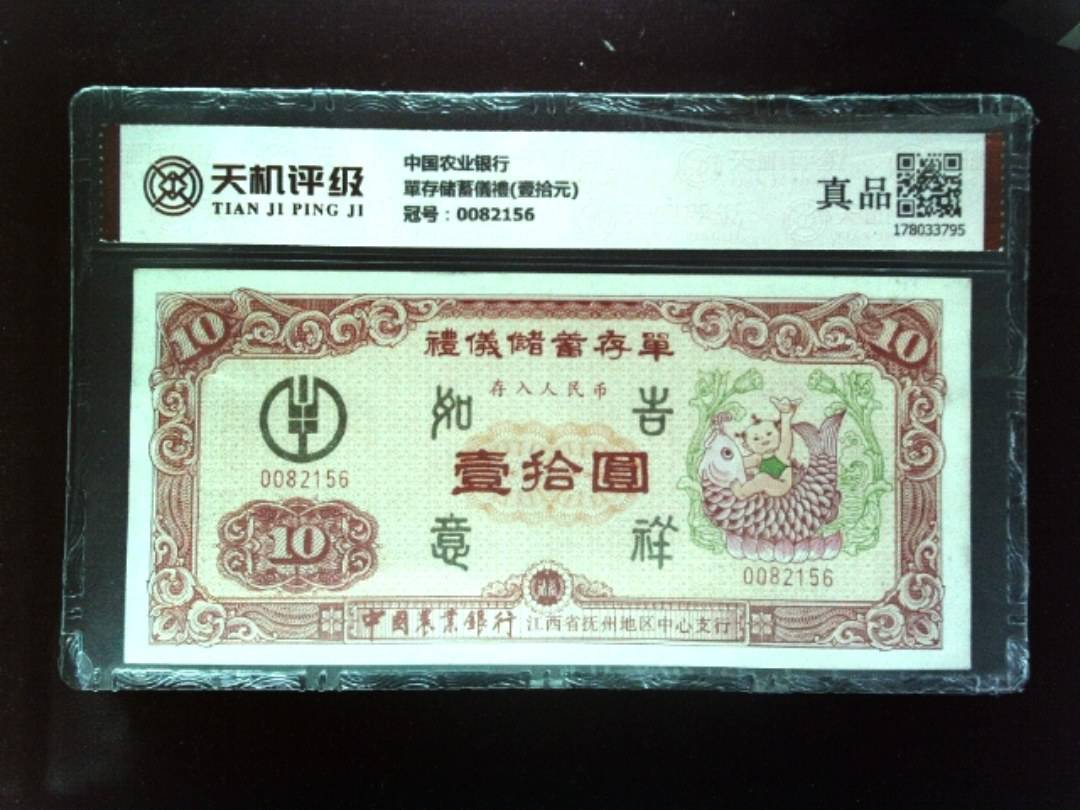 天机评级
TIAN JI PING JI
中国农业银行
單存储蓄儀禮(壹拾元)
冠号：0082156
真品
178033795
10
10
禮儀儲蓄存單
存入人民币
如 吉
0082156
壹拾圓
10
意 祥
0082156
中國農業銀行 江西省抚州地区中心支行